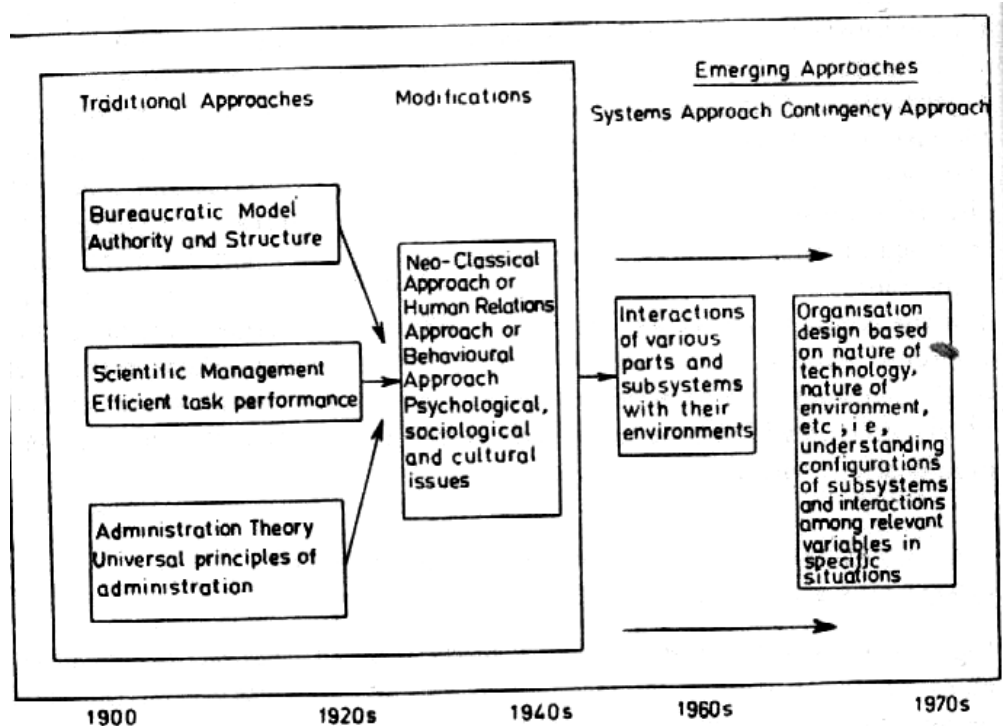 Emerging Approaches
Traditional Approaches
Modifications
Systems Approach Contingency Approach
Bureaucratic Model
Authority and Structure
Scientific Management
Efficient task performance
Administration Theory
Universal principles of
administration
Neo-Classical
Approach or
Human Relations
Approach or
Behavioural
Approach
Psychological,
sociological
and cultural
issues
Interactions
of various
parts and
subsystems
with their
environments
Organisation
design based
on nature of
technology,
nature of
environment,
etc, i e,
understanding
configurations
of subsystems
and interactions
among relevant
variables in
specific
situations
1900
1920s
1940s
1960s
1970s